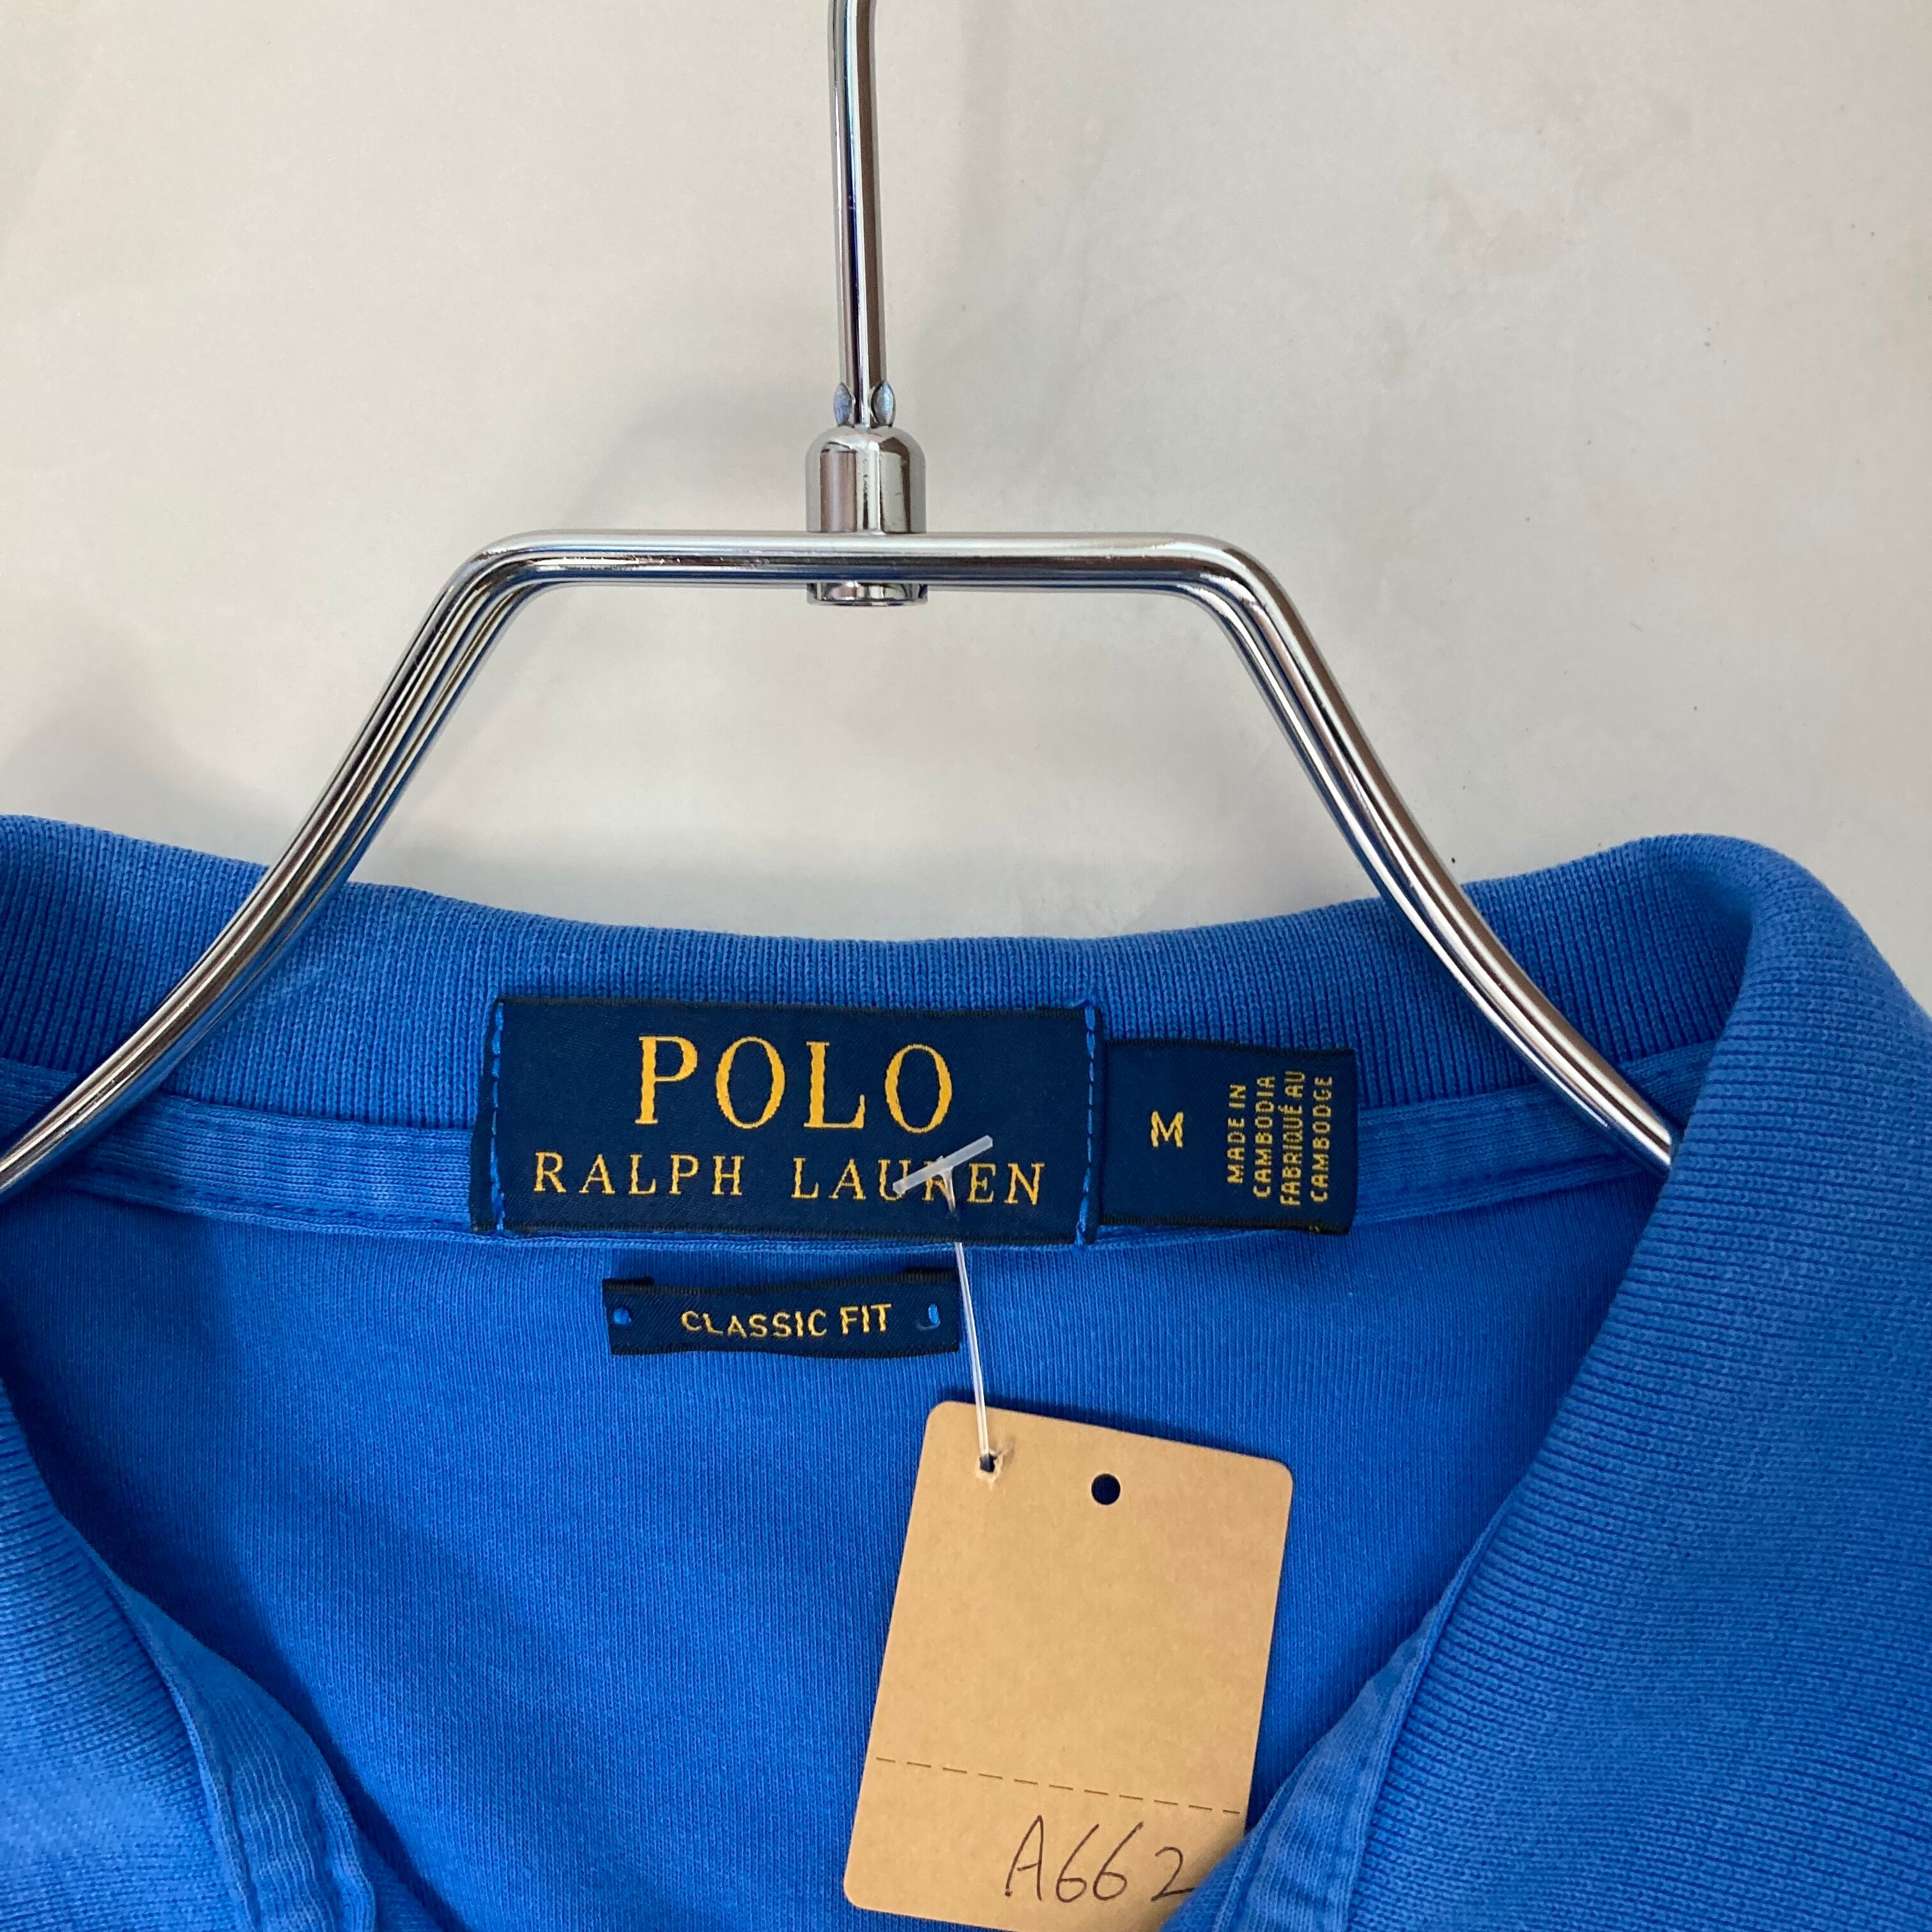 POLO
RALPH LAUREN
M
MADE IN
CAMBODIA
FABRIQUÉ AU
CAMBODGE
CLASSIC FIT
A662